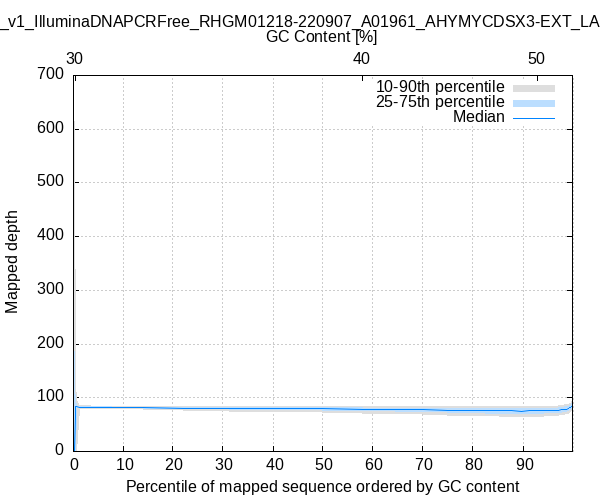 _v1_IlluminaDNAPCRFree_RHGM01218-220907_A01961_AHYMYCDSX3-EXT_LA
GC Content [%]
30 40 50
10-90th percentile
25-75th percentile
Median
700
600
500
400
300
200
100
0
Mapped depth
0 10 20 30 40 50 60 70 80 90
Percentile of mapped sequence ordered by GC content